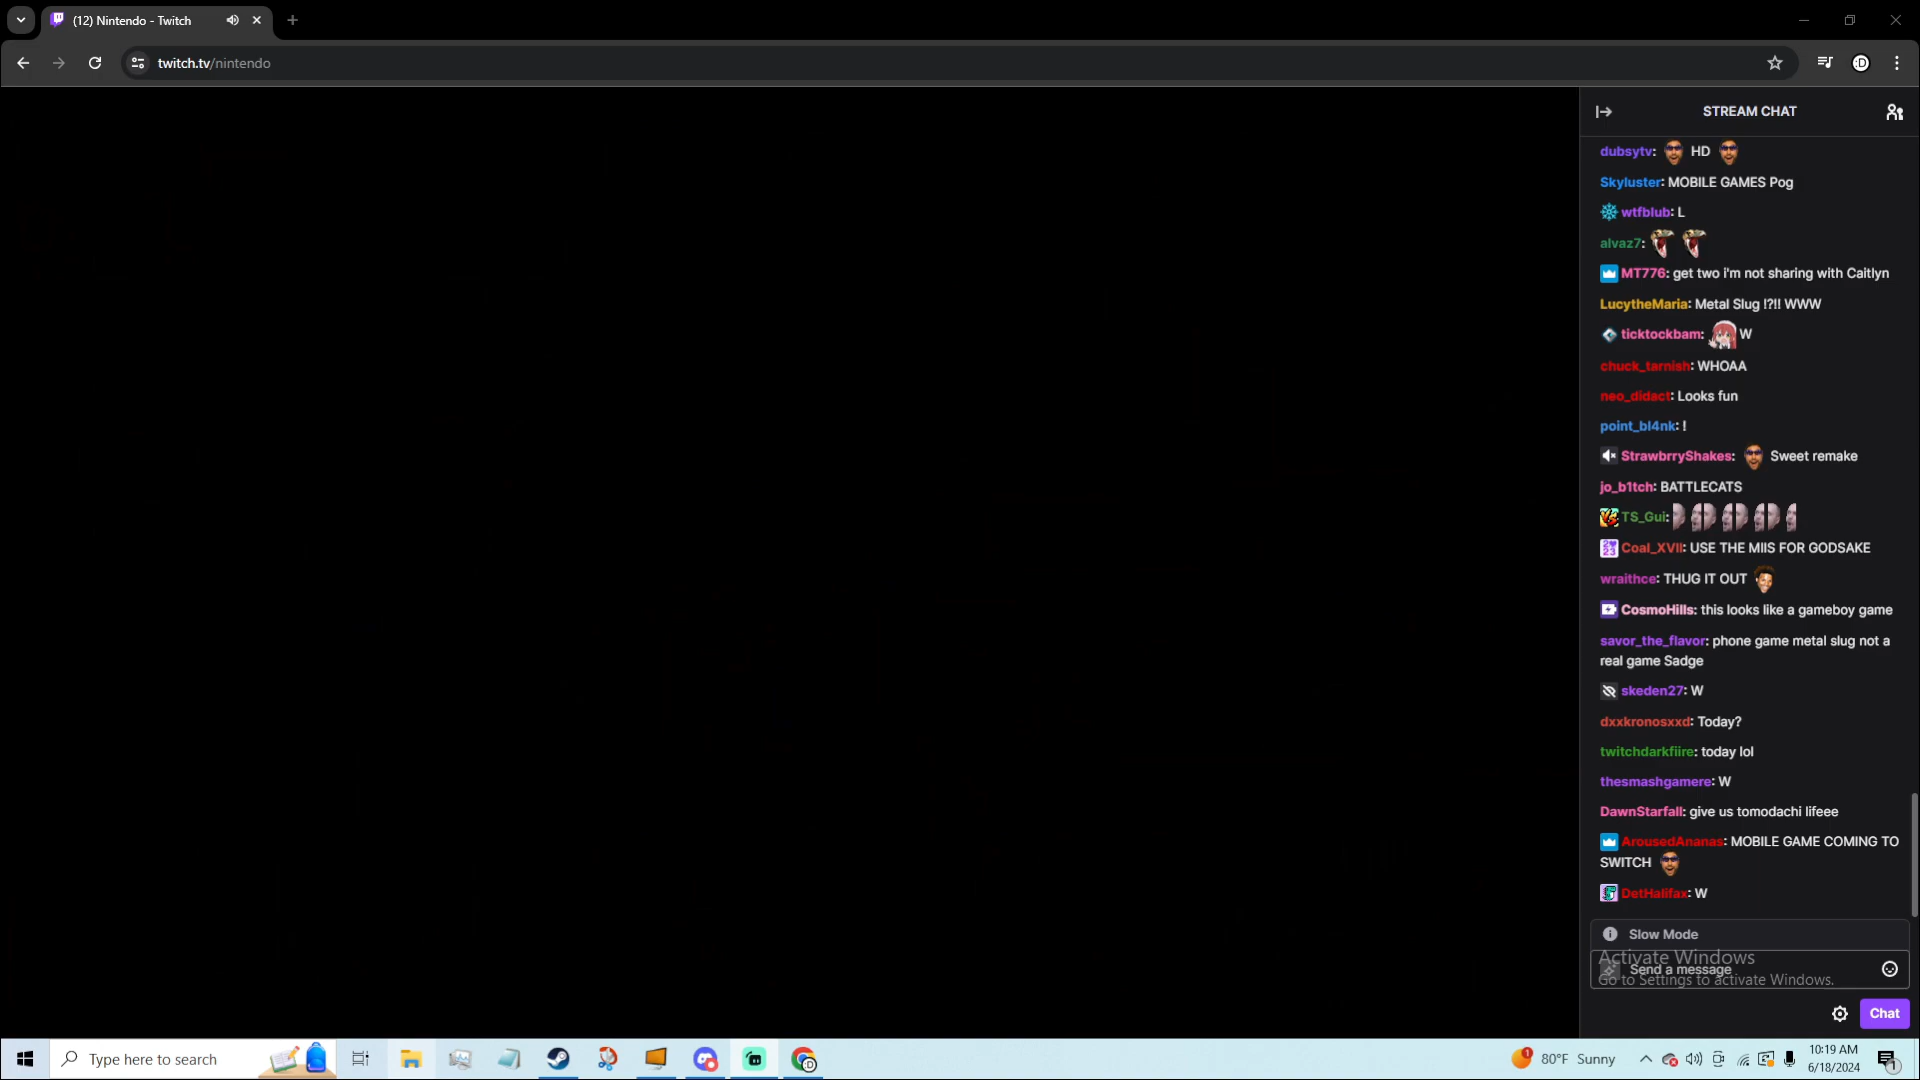 (12) Nintendo - Twitch
twitch.tv/nintendo
STREAM CHAT
dubsytv: HD
Skyluster: MOBILE GAMES Pog
wtfblub: L
alvaz7:
MT776: get two i'm not sharing with Caitlyn
LucytheMaria: Metal Slug !?!! WWW
ticktockbam: W
chuck_tarnish: WHOAA
neo_didact: Looks fun
point_bl4nk: !
StrawbrryShakes: Sweet remake
jo_b1tch: BATTLECATS
TS_Gui:
Coal_XVII: USE THE MIIS FOR GODSAKE
wraithce: THUG IT OUT
CosmoHills: this looks like a gameboy game
savor_the_flavor: phone game metal slug not a
real game Sadge
skeden27: W
dxxkronosxxd: Today?
twitchdarkfiire: today lol
thesmashgamere: W
DawnStarfall: give us tomodachi lifeee
ArousedAnanas: MOBILE GAME COMING TO
SWITCH
DetHalifax: W
Slow Mode
Activate Windows
Send a message
Go to Settings to activate Windows.
Chat
Type here to search
1
80°F Sunny
10:19 AM
6/18/2024
1